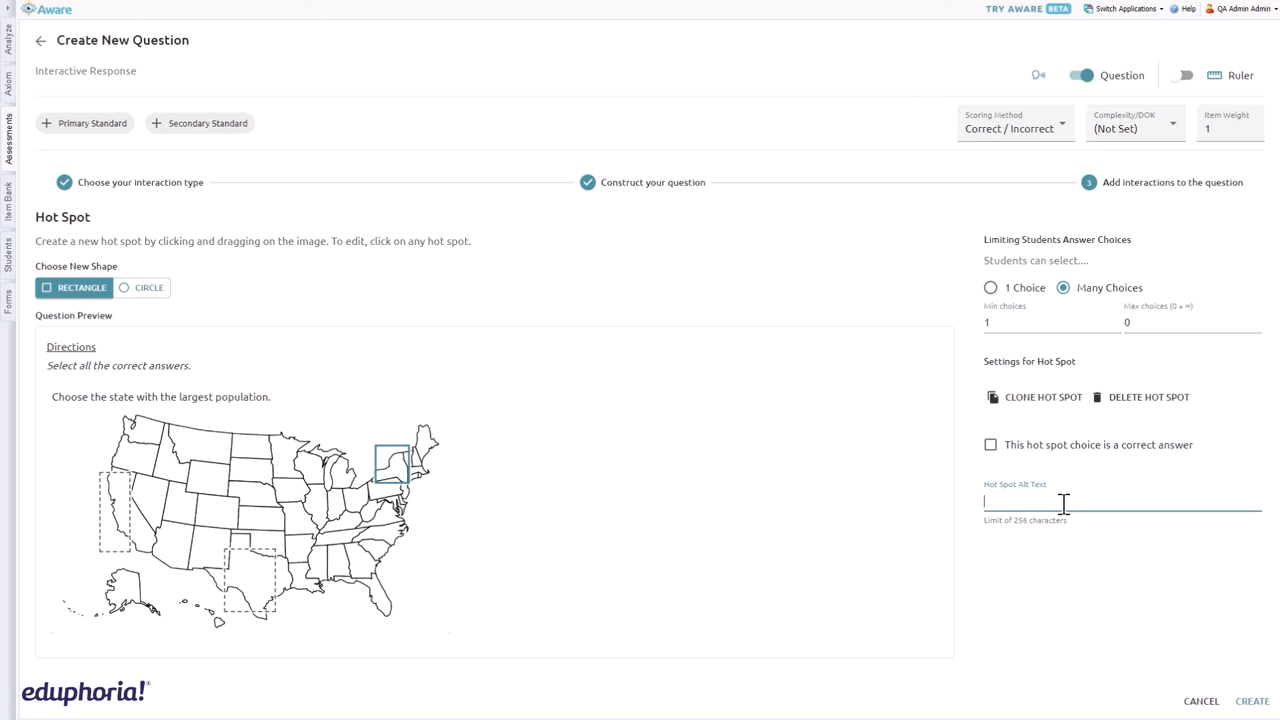 Aware
TRY AWARE BETA
Switch Applications
Help
QA Admin Admin
Analyze
Axiom
Assessments
Item Bank
Students
Forms
Create New Question
Interactive Response
Question
Ruler
Primary Standard
Secondary Standard
Scoring Method
Correct / Incorrect
Complexity/DOK
(Not Set)
Item Weight
1
Choose your interaction type
Construct your question
3
Add interactions to the question
Hot Spot
Create a new hot spot by clicking and dragging on the image. To edit, click on any hot spot.
Choose New Shape
RECTANGLE
CIRCLE
Question Preview
Directions
Select all the correct answers.
Choose the state with the largest population.
Limiting Students Answer Choices
Students can select....
1 Choice
Many Choices
Min choices
1
Max choices (0 = ∞)
0
Settings for Hot Spot
CLONE HOT SPOT
DELETE HOT SPOT
This hot spot choice is a correct answer
Hot Spot Alt Text
Limit of 256 characters
eduphoria!®
CANCEL
CREATE